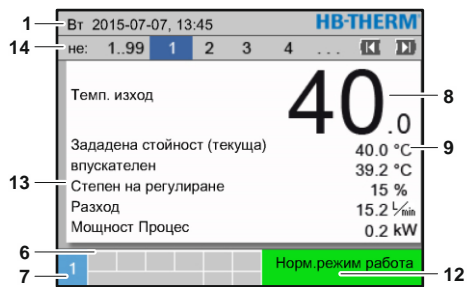 1 Вт 2015-07-07, 13:45 HB-THERM
14 не: 1..99 1 2 3 4 ...
Темп. изход 40.0 8
Зададена стойност (текуща) 40.0 °C 9
впускателен 39.2 °C
13 Степен на регулиране 15 %
Разход 15.2 L/min
Мощност Процес 0.2 kW
6
7 1 Норм.режим работа 12